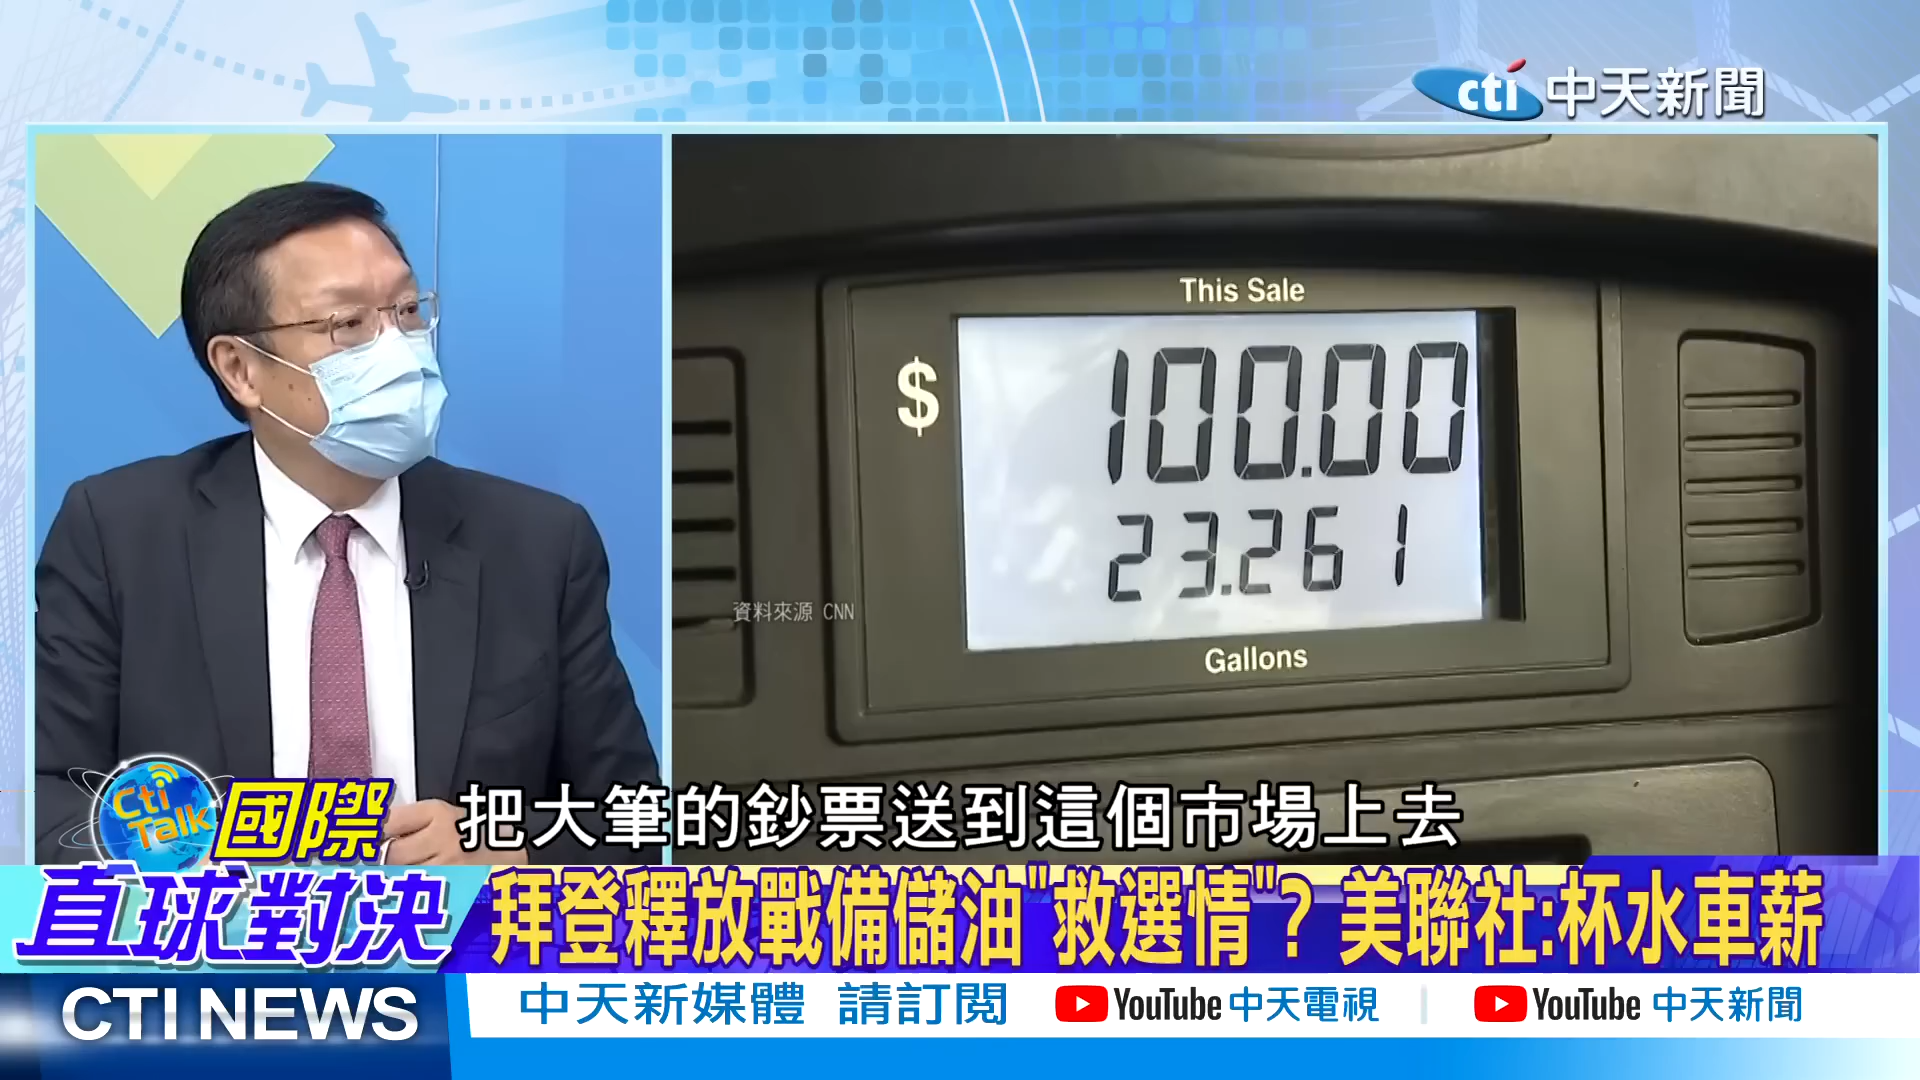 cti 中天新聞
This Sale
$ 100.00
23.261
Gallons
資料來源 CNN
Cti Talk 國際
直球對決
把大筆的鈔票送到這個市場上去
拜登釋放戰備儲油"救選情"? 美聯社:杯水車薪
CTI NEWS
中天新媒體 請訂閱 YouTube 中天電視 | YouTube 中天新聞